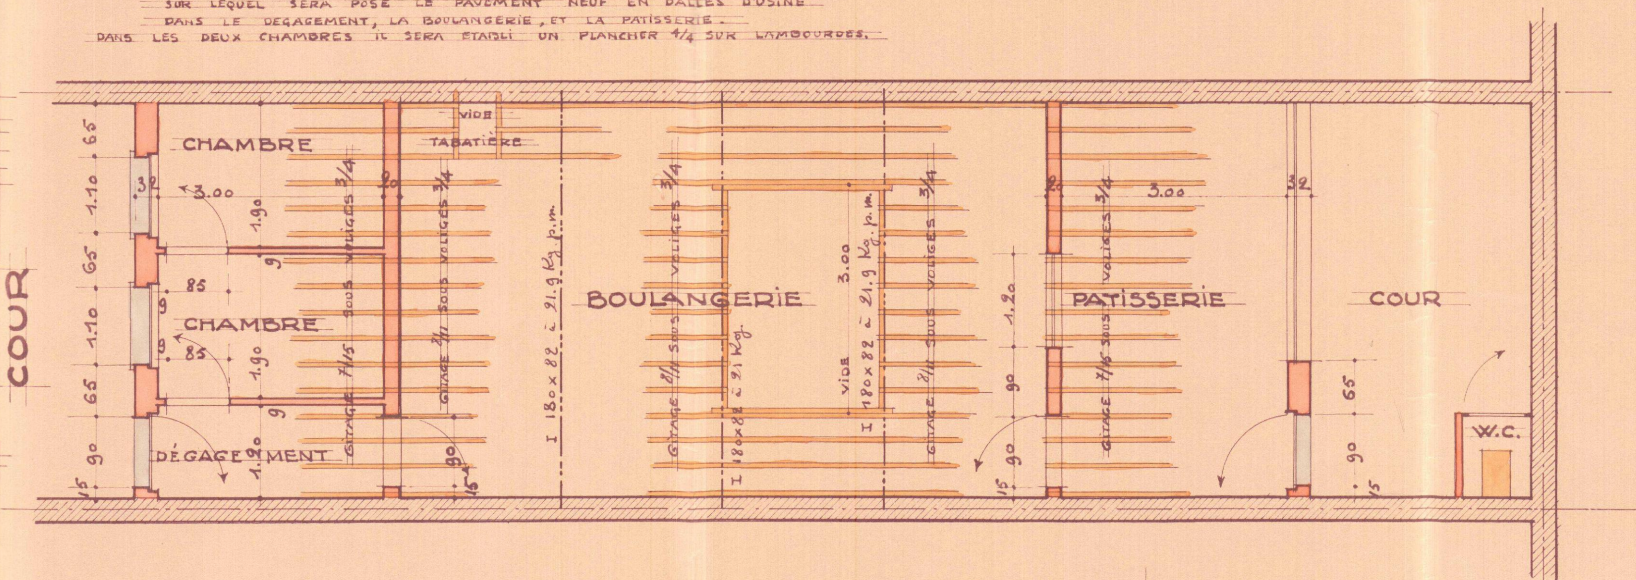 SUR LEQUEL SERA POSÉ LE PAVEMENT NEUF EN DALLES D'USINE
DANS LE DÉGAGEMENT, LA BOULANGERIE, ET LA PATISSERIE.
DANS LES DEUX CHAMBRES IL SERA ETABLI UN PLANCHER 4/4 SUR LAMBOURDES.
COUR
65
1.10
65
1.10
65
90
15
CHAMBRE
32
3.00
1.90
9
85
9
CHAMBRE
9
85
1.90
9
DÉGAGEMENT
1.20
GITAGE 7/15 SOUS VOLIGES 3/4
20
VIDE
TABATIÈRE
GITAGE 8/11 SOUS VOLIGES 3/4
90
15
I 180 x 82 à 21.9 Kg. p.m.
BOULANGERIE
GITAGE 8/11 SOUS VOLIGES 3/4
I 180 x 82 à 21 Kg.
VIDE
3.00
I 180 x 82 à 21.9 Kg. p.m.
GITAGE 8/11 SOUS VOLIGES 3/4
1.20
90
90
15
PATISSERIE
GITAGE 7/15 SOUS VOLIGES 3/4
3.00
COUR
65
90
15
W.C.